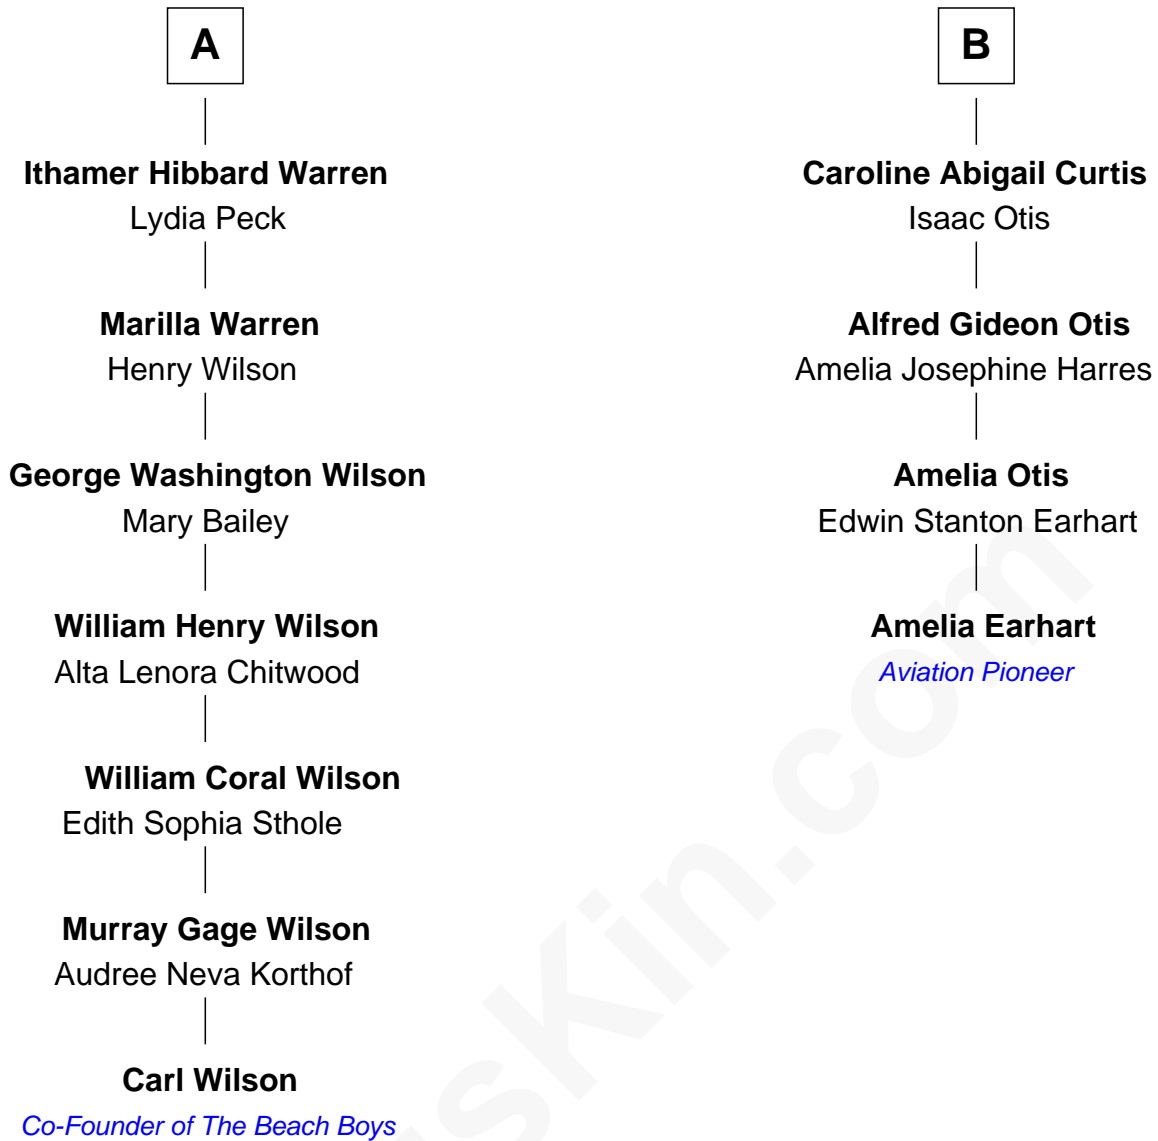 A
Ithamer Hibbard Warren
Lydia Peck
Marilla Warren
Henry Wilson
George Washington Wilson
Mary Bailey
William Henry Wilson
Alta Lenora Chitwood
William Coral Wilson
Edith Sophia Sthole
Murray Gage Wilson
Audree Neva Korthof
Carl Wilson
Co-Founder of The Beach Boys
B
Caroline Abigail Curtis
Isaac Otis
Alfred Gideon Otis
Amelia Josephine Harres
Amelia Otis
Edwin Stanton Earhart
Amelia Earhart
Aviation Pioneer
sKin.com